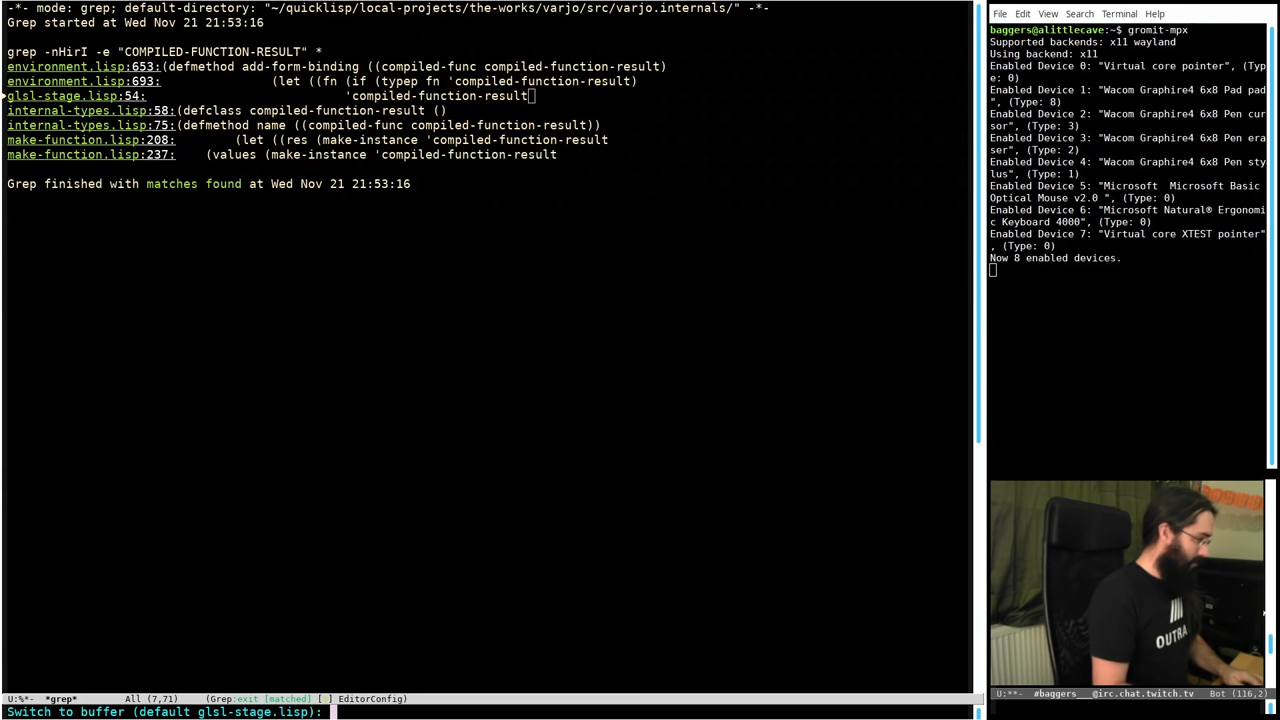 -*- mode: grep; default-directory: "~/quicklisp/local-projects/the-works/varjo/src/varjo.internals/" -*-
Grep started at Wed Nov 21 21:53:16
grep -nHirI -e "COMPILED-FUNCTION-RESULT" *
environment.lisp:653:(defmethod add-form-binding ((compiled-func compiled-function-result)
environment.lisp:693:                   (let ((fn (if (typep fn 'compiled-function-result)
glsl-stage.lisp:54:                           'compiled-function-result
internal-types.lisp:58:(defclass compiled-function-result ()
internal-types.lisp:75:(defmethod name ((compiled-func compiled-function-result))
make-function.lisp:208:        (let ((res (make-instance 'compiled-function-result
make-function.lisp:237:    (values (make-instance 'compiled-function-result
Grep finished with matches found at Wed Nov 21 21:53:16
U:%*-  *grep*      All (7,71)     (Grep:exit [matched] [ ] EditorConfig)
Switch to buffer (default glsl-stage.lisp):
File Edit View Search Terminal Help
baggers@alittlecave:~$ gromit-mpx
Supported backends: x11 wayland
Using backend: x11
Enabled Device 0: "Virtual core pointer", (Typ
e: 0)
Enabled Device 1: "Wacom Graphire4 6x8 Pad pad
", (Type: 8)
Enabled Device 2: "Wacom Graphire4 6x8 Pen cur
sor", (Type: 3)
Enabled Device 3: "Wacom Graphire4 6x8 Pen era
ser", (Type: 2)
Enabled Device 4: "Wacom Graphire4 6x8 Pen sty
lus", (Type: 1)
Enabled Device 5: "Microsoft  Microsoft Basic
Optical Mouse v2.0 ", (Type: 0)
Enabled Device 6: "Microsoft Natural® Ergonomi
c Keyboard 4000", (Type: 0)
Enabled Device 7: "Virtual core XTEST pointer"
, (Type: 0)
Now 8 enabled devices.
OUTRA
U:**-  #baggers__@irc.chat.twitch.tv   Bot (116,2)